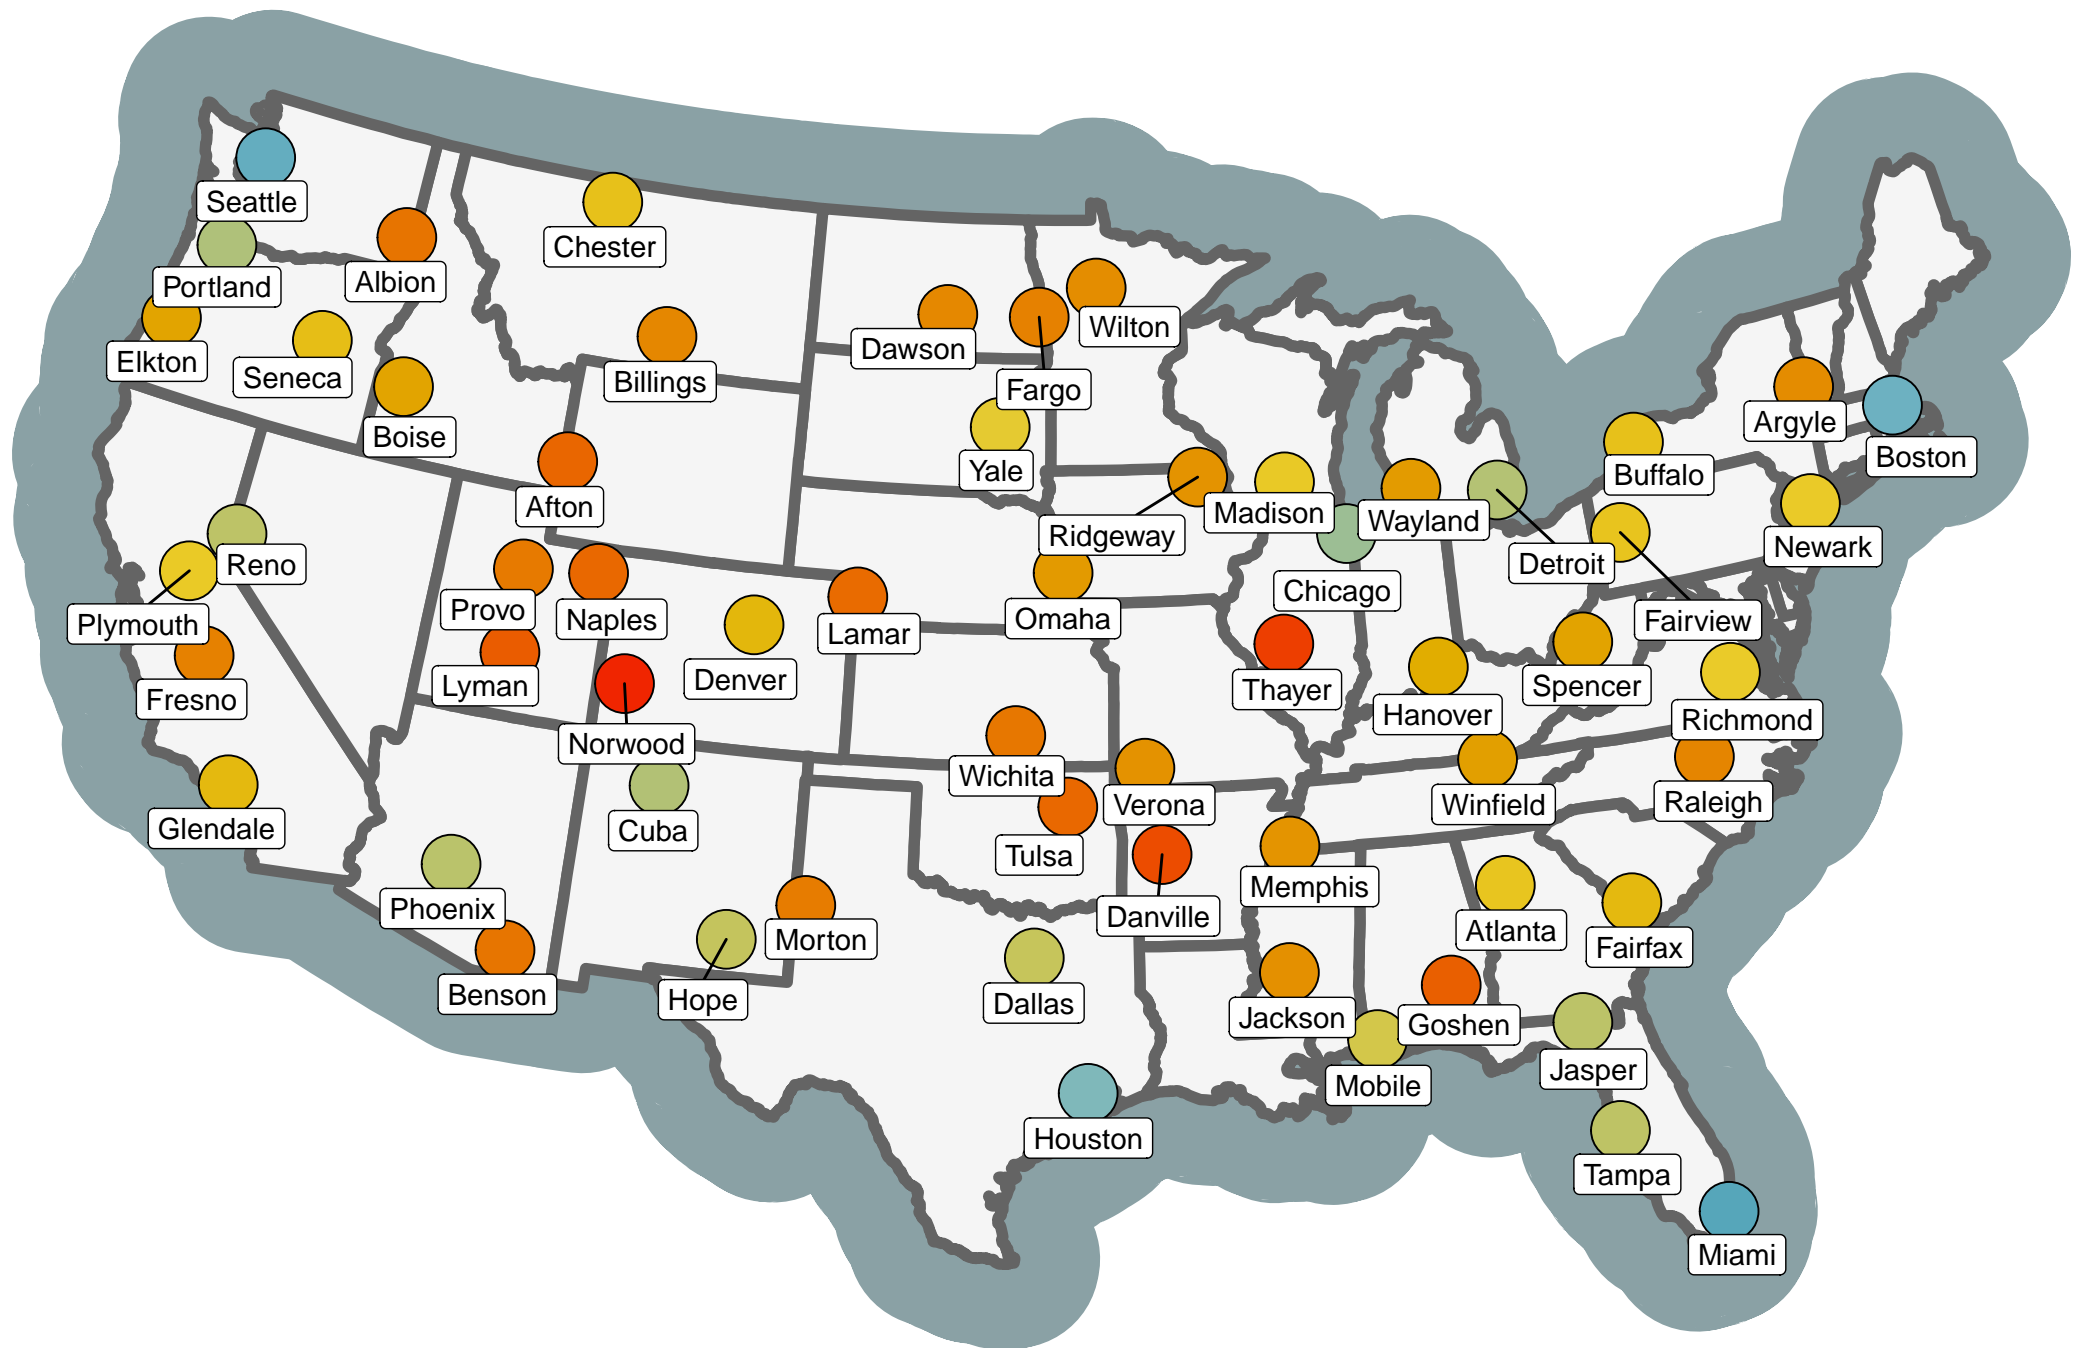 Seattle
Chester
Portland
Albion
Wilton
Dawson
Elkton
Seneca
Billings
Fargo
Argyle
Boise
Boston
Yale
Buffalo
Afton
Madison
Wayland
Ridgeway
Newark
Reno
Detroit
Chicago
Provo
Naples
Omaha
Fairview
Plymouth
Lamar
Denver
Lyman
Thayer
Spencer
Fresno
Hanover
Richmond
Norwood
Wichita
Raleigh
Verona
Winfield
Glendale
Cuba
Tulsa
Memphis
Phoenix
Danville
Atlanta
Morton
Fairfax
Benson
Hope
Dallas
Jackson
Goshen
Jasper
Mobile
Houston
Tampa
Miami